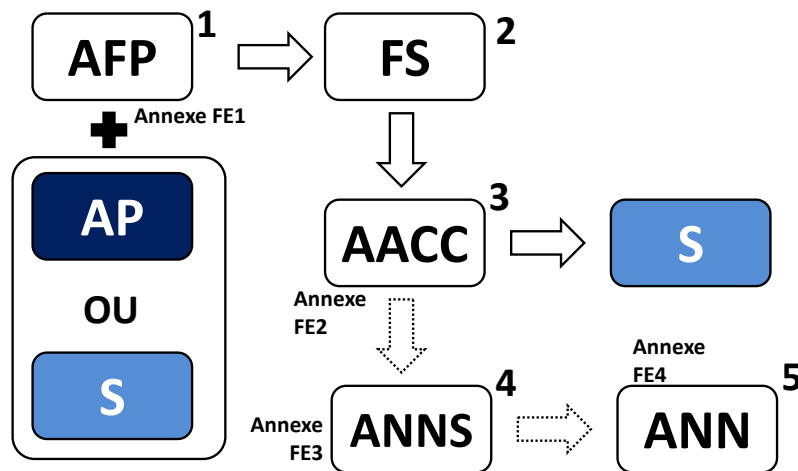 AFP
1
FS
2
Annexe FE1
AP
OU
S
AACC
3
S
Annexe
FE2
Annexe
FE3
ANNS
4
Annexe
FE4
ANN
5